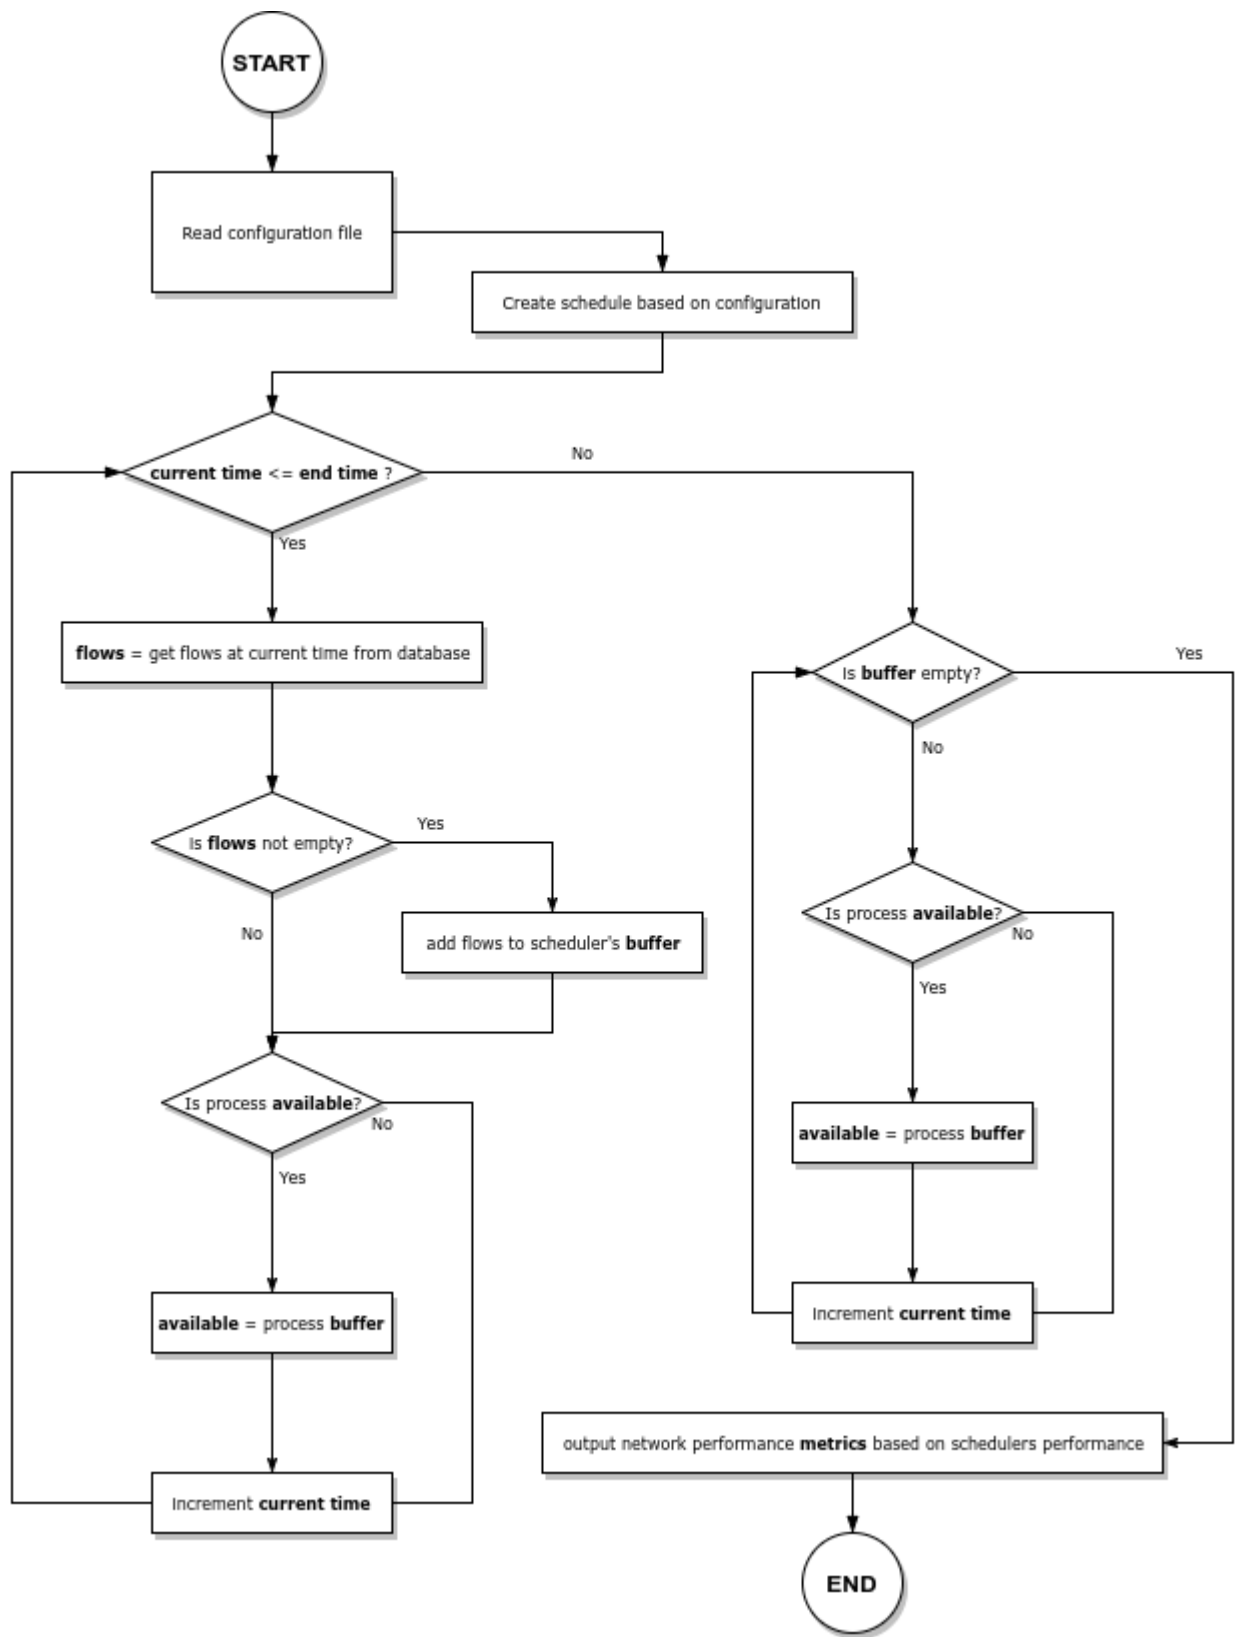 START
Read configuration file
Create schedule based on configuration
current time <= end time ?
No
Yes
flows = get flows at current time from database
Is flows not empty?
Yes
No
add flows to scheduler's buffer
Is process available?
No
Yes
available = process buffer
Increment current time
Is buffer empty?
Yes
No
Is process available?
No
Yes
available = process buffer
Increment current time
output network performance metrics based on schedulers performance
END